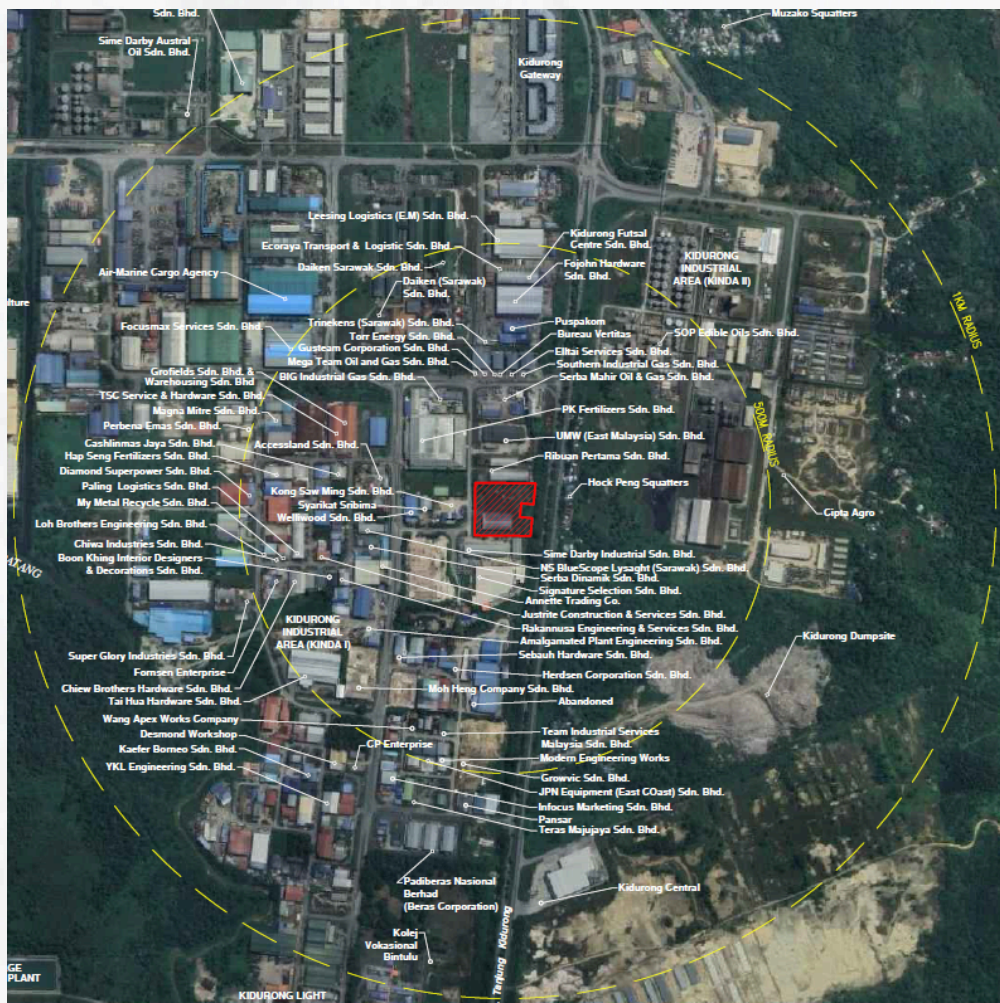 Sdn. Bhd.
Muzako Squatters
Sime Darby Austral
Oil Sdn. Bhd.
Kidurong
Gateway
Leesing Logistics (E.M) Sdn. Bhd.
Kidurong Futsal
Centre Sdn. Bhd.
Ecoraya Transport & Logistic Sdn. Bhd.
Fojohn Hardware
Sdn. Bhd.
Daiken Sarawak Sdn. Bhd.
KIDURONG
INDUSTRIAL
AREA (KINDA II)
Air-Marine Cargo Agency
Daiken (Sarawak)
Sdn. Bhd.
1KM RADIUS
Trinekens (Sarawak) Sdn. Bhd.
Puspakom
Focusmax Services Sdn. Bhd.
Torr Energy Sdn. Bhd.
Bureau Vertitas
SOP Edible Oils Sdn. Bhd.
Gusteam Corporation Sdn. Bhd.
Elltai Services Sdn. Bhd.
Mega Team Oil and Gas Sdn. Bhd.
Southern Industrial Gas Sdn. Bhd.
Grofields Sdn. Bhd. &
Warehousing Sdn. Bhd
BIG Industrial Gas Sdn. Bhd.
Serba Mahir Oil & Gas Sdn. Bhd.
TSC Service & Hardware Sdn. Bhd.
Magna Mitre Sdn. Bhd.
PK Fertilizers Sdn. Bhd.
500M RADIUS
Perbena Emas Sdn. Bhd.
Cashlinmas Jaya Sdn. Bhd.
Accessland Sdn. Bhd.
UMW (East Malaysia) Sdn. Bhd.
Hap Seng Fertilizers Sdn. Bhd.
Ribuan Pertama Sdn. Bhd.
Diamond Superpower Sdn. Bhd.
Paling Logistics Sdn. Bhd.
Kong Saw Ming Sdn. Bhd.
Hock Peng Squatters
My Metal Recycle Sdn. Bhd.
Syarikat Sribima
Cipta Agro
Welliwood Sdn. Bhd.
Loh Brothers Engineering Sdn. Bhd.
Chiwa Industries Sdn. Bhd.
Sime Darby Industrial Sdn. Bhd.
Boon Khing Interior Designers
& Decorations Sdn. Bhd.
NS BlueScope Lysaght (Sarawak) Sdn. Bhd.
Serba Dinamik Sdn. Bhd.
Signature Selection Sdn. Bhd.
Annette Trading Co.
KIDURONG
INDUSTRIAL
AREA (KINDA I)
Justrite Construction & Services Sdn. Bhd.
Rakannusa Engineering & Services Sdn. Bhd.
Amalgamated Plant Engineering Sdn. Bhd.
Kidurong Dumpsite
Super Glory Industries Sdn. Bhd.
Sebauh Hardware Sdn. Bhd.
Fornsen Enterprise
Herdsen Corporation Sdn. Bhd.
Chiew Brothers Hardware Sdn. Bhd.
Moh Heng Company Sdn. Bhd.
Tai Hua Hardware Sdn. Bhd.
Abandoned
Wang Apex Works Company
Desmond Workshop
Team Industrial Services
Malaysia Sdn. Bhd.
Kaefer Borneo Sdn. Bhd.
CP Enterprise
Modern Engineering Works
YKL Engineering Sdn. Bhd.
Growvic Sdn. Bhd.
JPN Equipment (East COast) Sdn. Bhd.
Infocus Marketing Sdn. Bhd.
Pansar
Teras Majujaya Sdn. Bhd.
Padiberas Nasional
Berhad
(Beras Corporation)
Kidurong Central
Kolej
Vokasional
Bintulu
Tanjung Kidurong
GE
PLANT
KIDURONG LIGHT